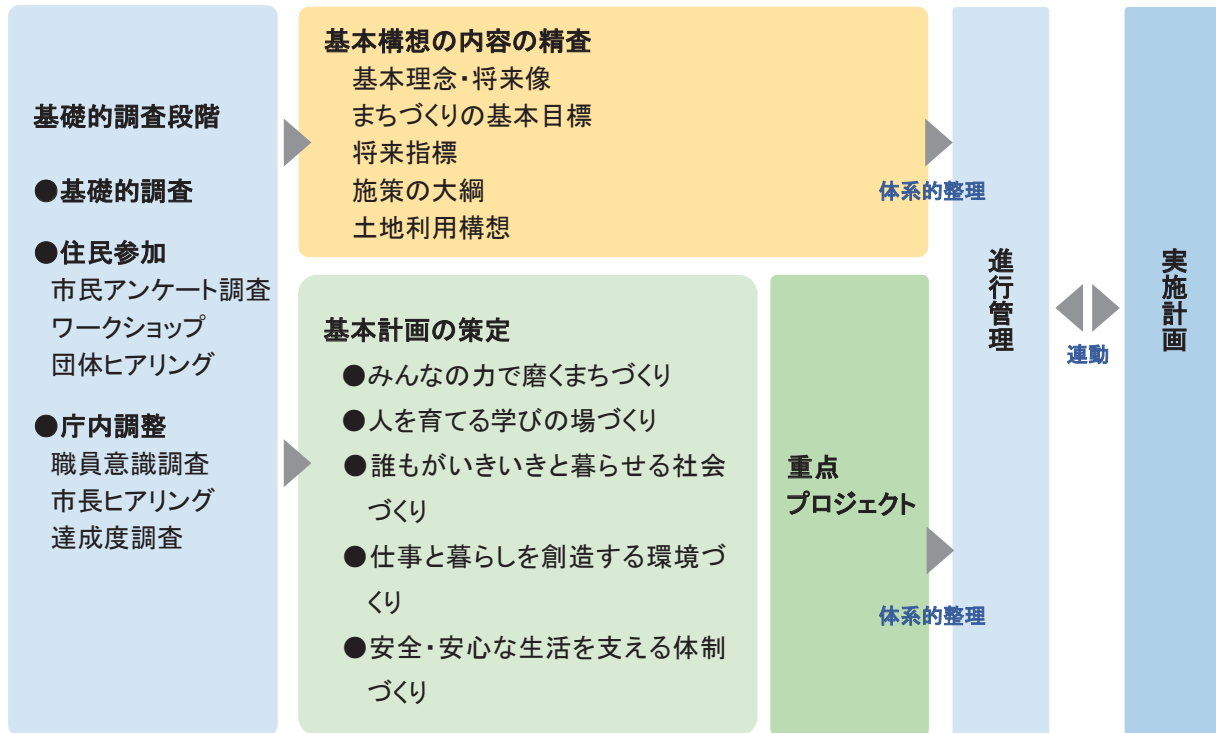 基礎的調査段階
●基礎的調査
●住民参加
市民アンケート調査
ワークショップ
団体ヒアリング
●庁内調整
職員意識調査
市長ヒアリング
達成度調査
基本構想の内容の精査
基本理念・将来像
まちづくりの基本目標
将来指標
施策の大綱
土地利用構想
体系的整理
基本計画の策定
●みんなの力で磨くまちづくり
●人を育てる学びの場づくり
●誰もがいきいきと暮らせる社会
づくり
●仕事と暮らしを創造する環境づ
くり
●安全・安心な生活を支える体制
づくり
重点
プロジェクト
体系的整理
進行管理
連動
実施計画